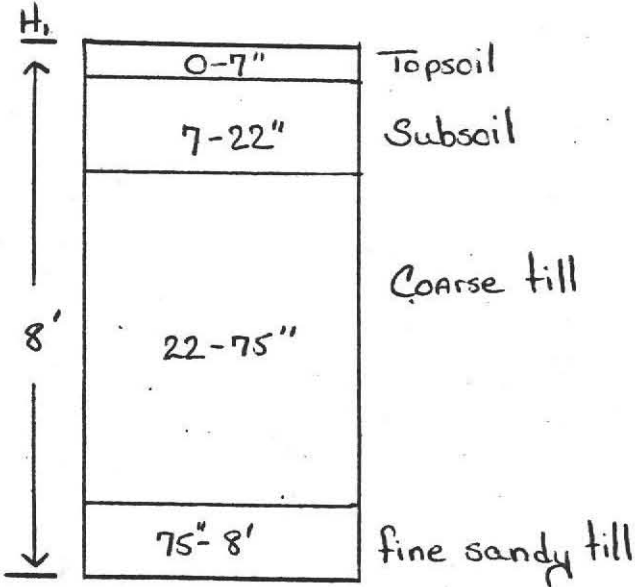 H₁
0-7" Topsoil
7-22" Subsoil
Coarse till
8' 22-75"
75"- 8' fine sandy till